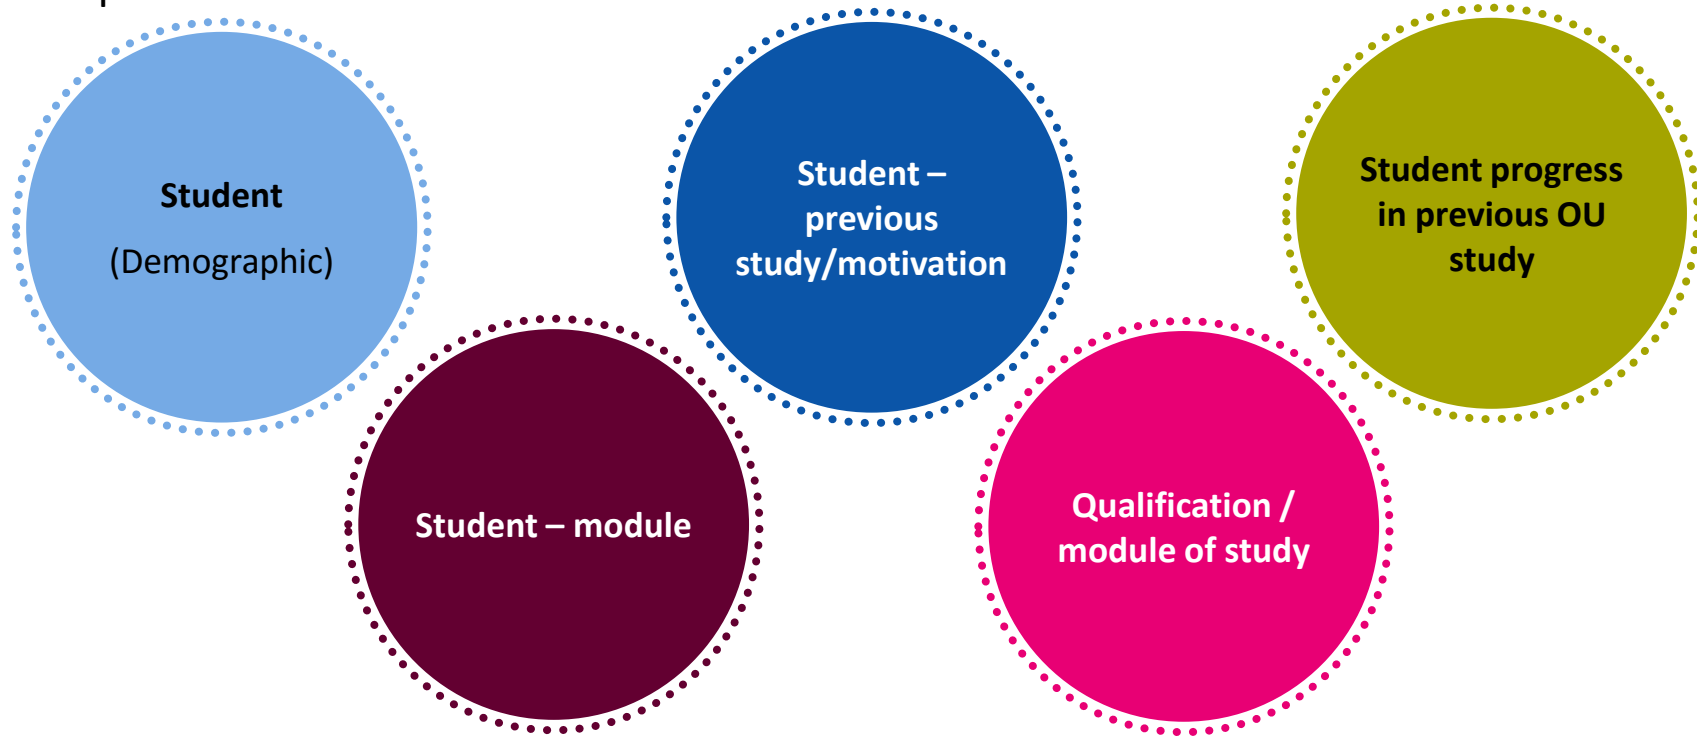 Student
(Demographic)
Student – module
Student –
previous
study/motivation
Qualification /
module of study
Student progress
in previous OU
study